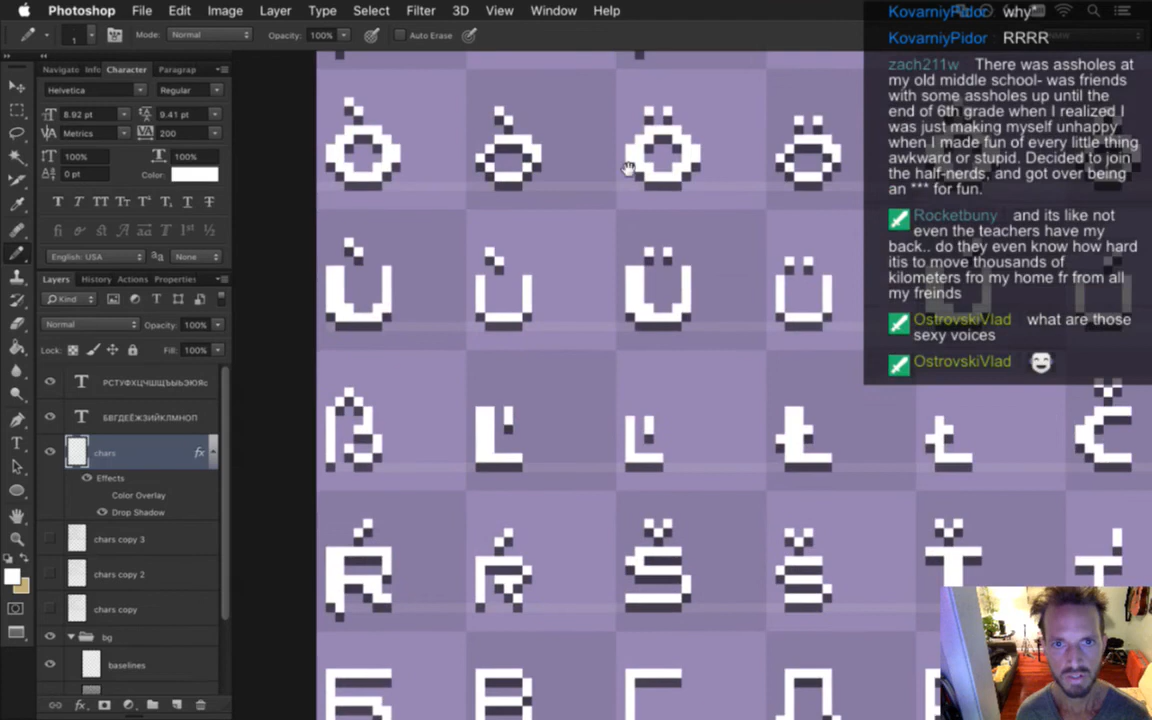 Photoshop File Edit Image Layer Type Select Filter 3D View Window Help
1 Mode: Normal Opacity: 100% Auto Erase
Navigato Info Character Paragrap
Helvetica Regular
8.92 pt 9.41 pt
Metrics 200
100% 100%
0 pt Color:
English: USA None
Layers History Actions Properties
Kind
Normal Opacity: 100%
Lock: Fill: 100%
РСТУФХЦЧШЩЪЫЬЭЮЯ
БВГДЕЁЖЗИЙКЛМНОП
chars fx
Effects
Color Overlay
Drop Shadow
chars copy 3
chars copy 2
chars copy
bg
baselines
Ò ò Ö ö
Ù ù Ü ü
ß Ľ ľ Ł ł Č
Ŕ ŕ Š š Ť
Б В Г Д
KovarniyPidor why
KovarniyPidor RRRR
zach211w There was assholes at
my old middle school- was friends
with some assholes up until the
end of 6th grade when I realized I
was just making myself unhappy
when I made fun of every little thing
awkward or stupid. Decided to join
the half-nerds, and got over being
an *** for fun.
Rocketbuny and its like not
even the teachers have my
back.. do they even know how hard
itis to move thousands of
kilometers fro my home fr from all
my freinds
OstrovskiVlad what are those
sexy voices
OstrovskiVlad